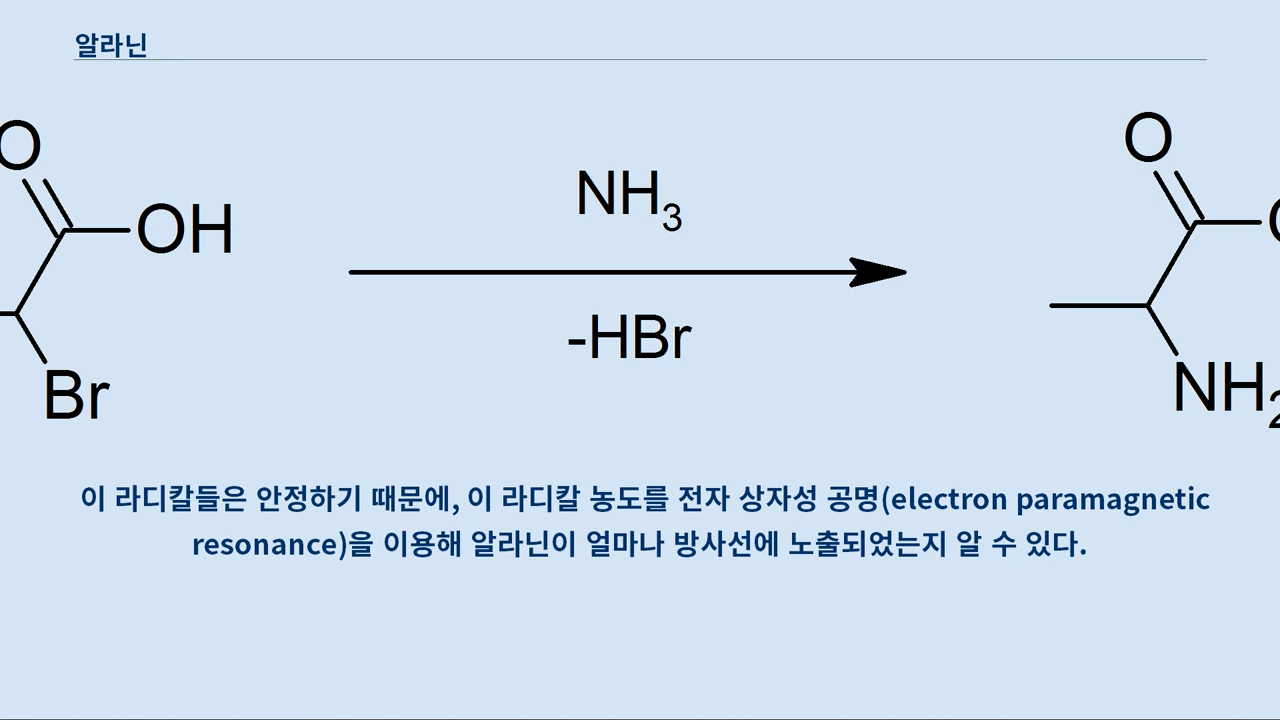 알라닌
O
OH
Br
NH3
-HBr
O
NH2
이 라디칼들은 안정하기 때문에, 이 라디칼 농도를 전자 상자성 공명(electron paramagnetic
resonance)을 이용해 알라닌이 얼마나 방사선에 노출되었는지 알 수 있다.